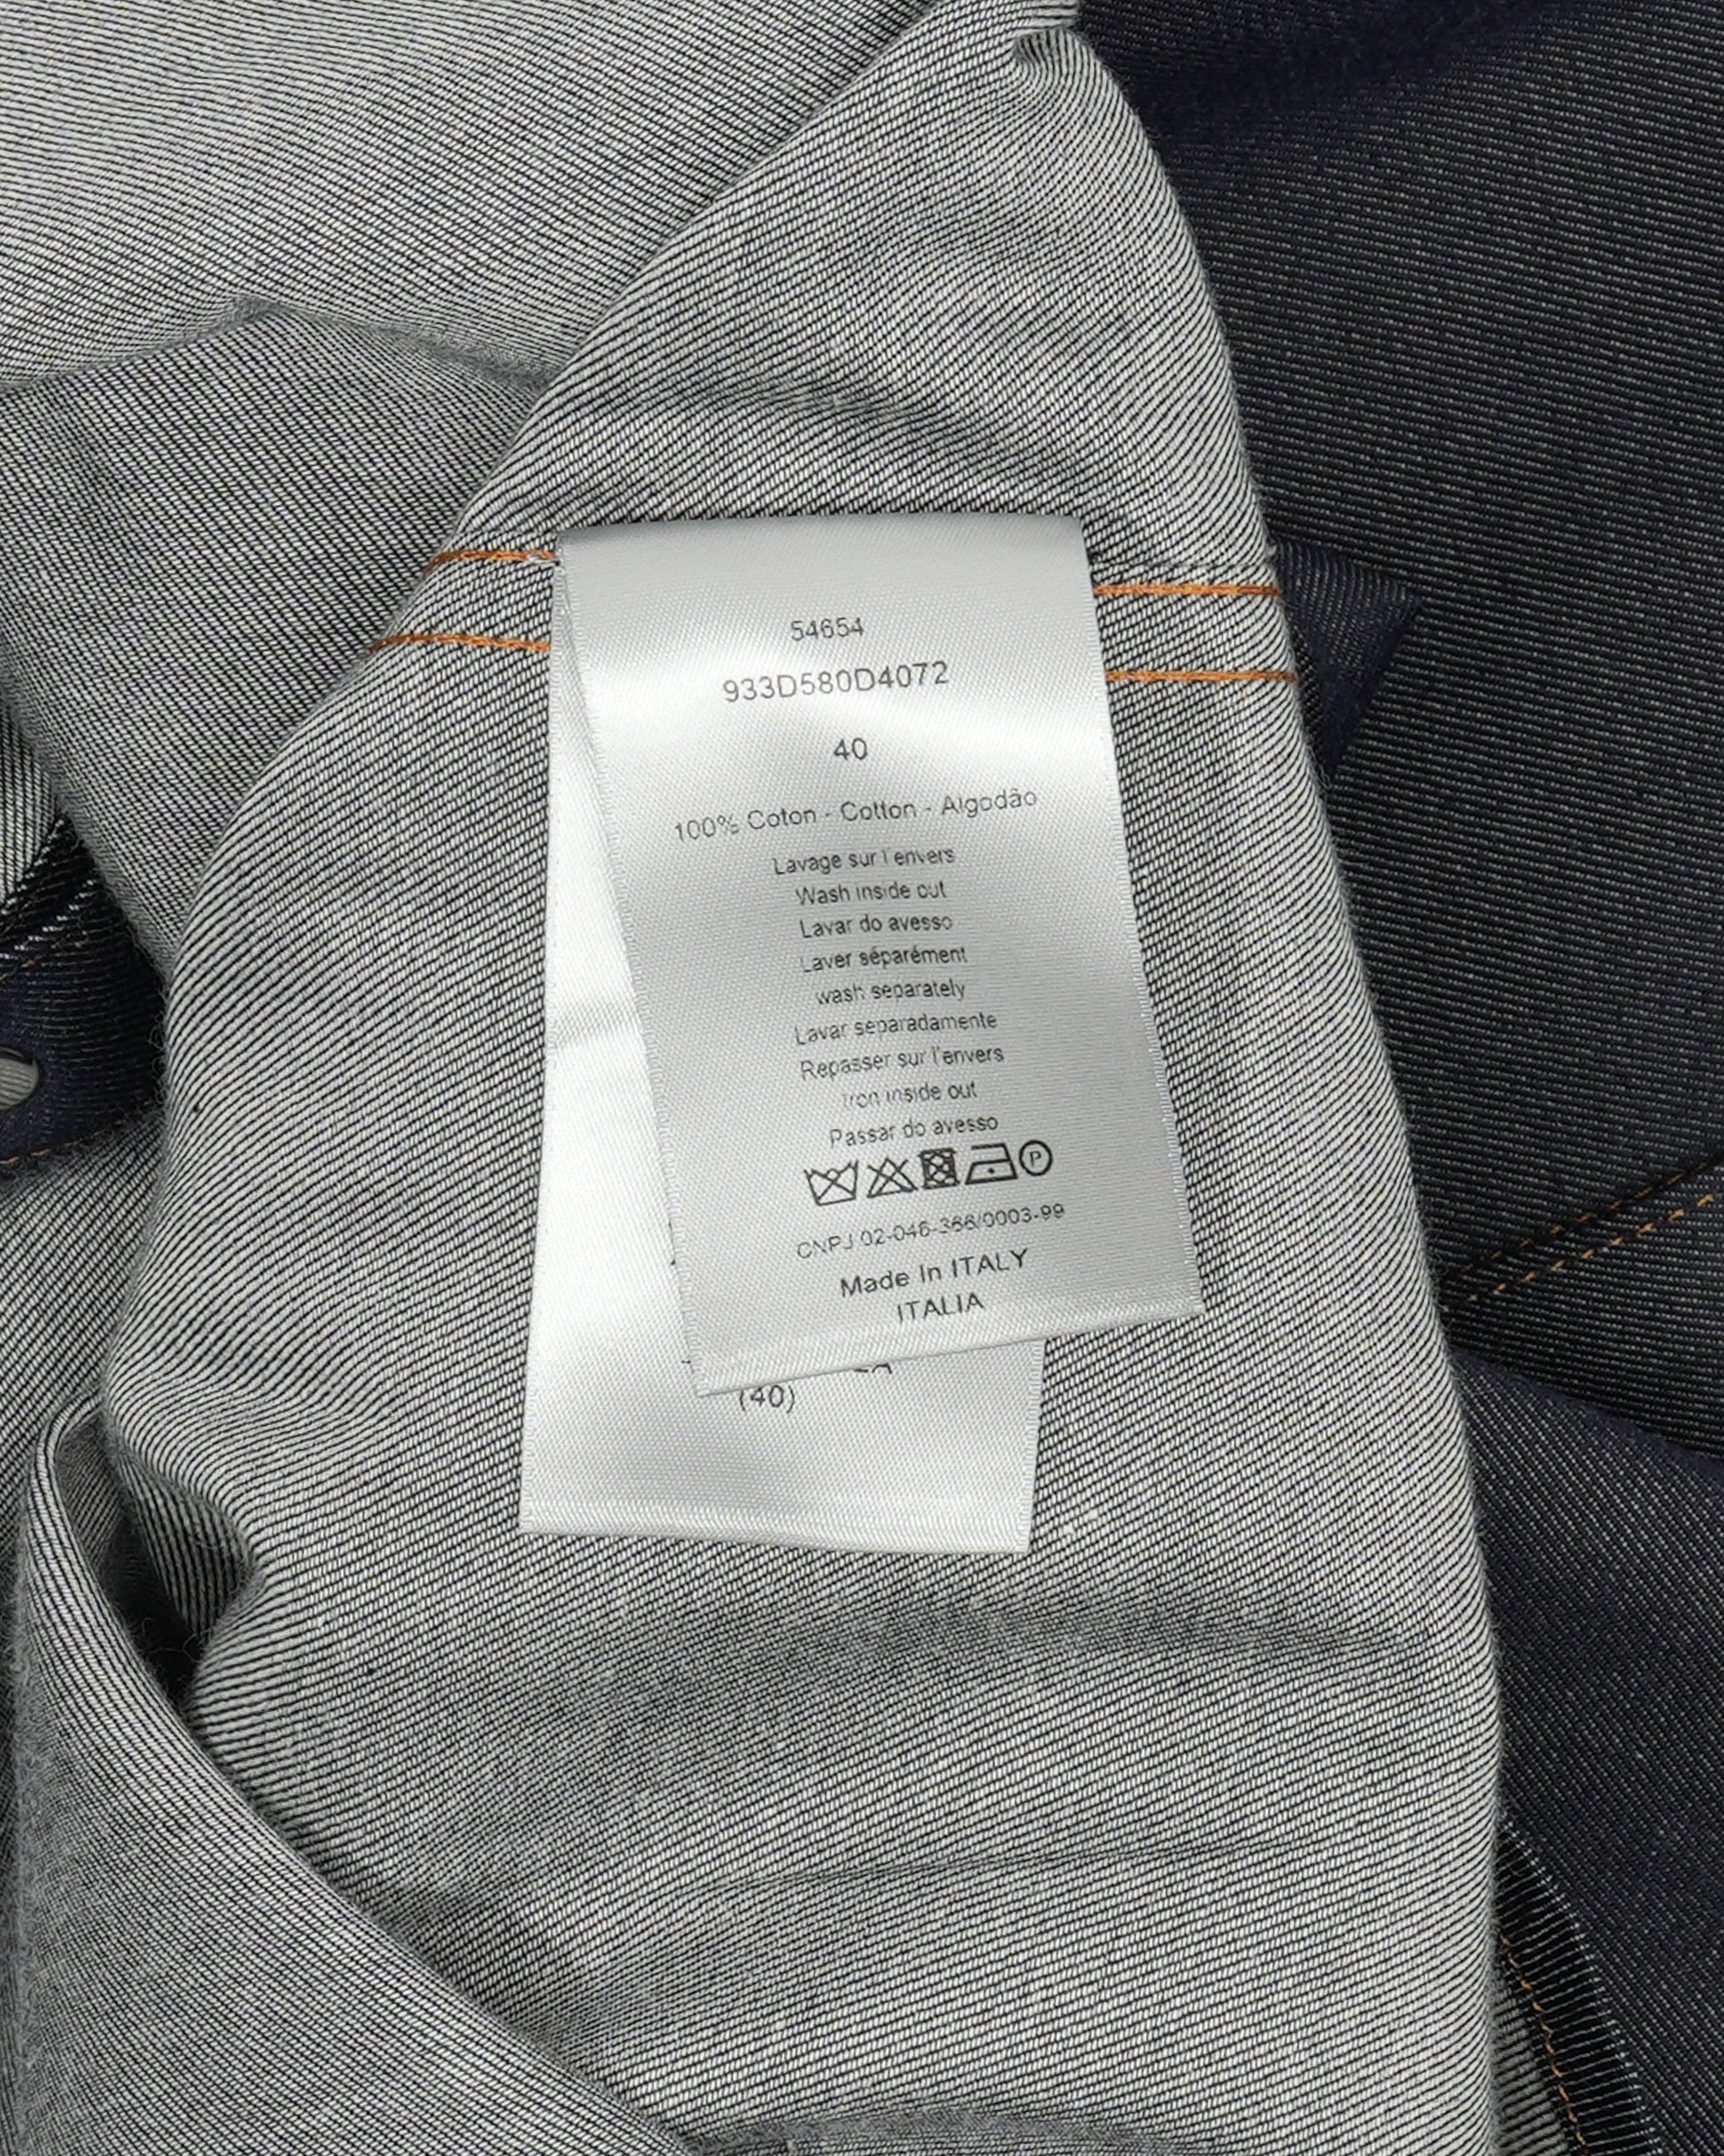 54654
933D580D4072
40
100% Coton - Cotton - Algodão
Lavage sur l'envers
Wash inside out
Lavar do avesso
Laver séparément
wash separately
Lavar separadamente
Repasser sur l'envers
Iron inside out
Passar do avesso
P
CNPJ 02-046-366/0003-99
Made In ITALY
ITALIA
(40)